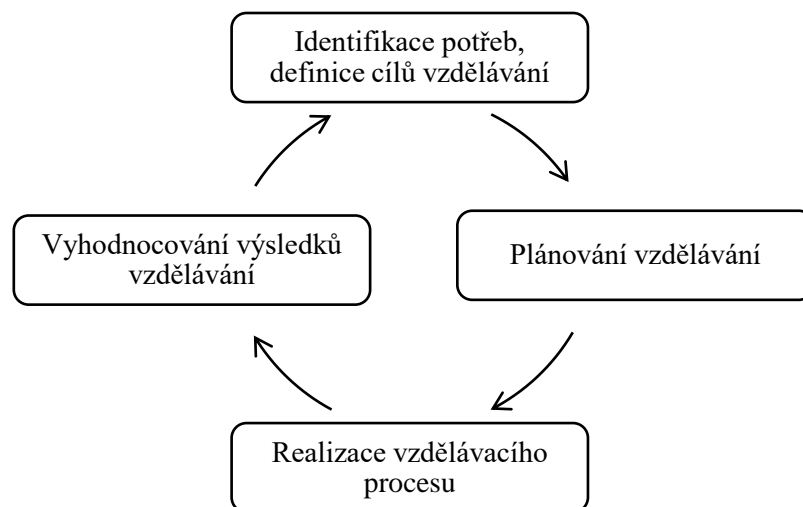 Identifikace potřeb,
definice cílů vzdělávání
Vyhodnocování výsledků
vzdělávání
Plánování vzdělávání
Realizace vzdělávacího
procesu